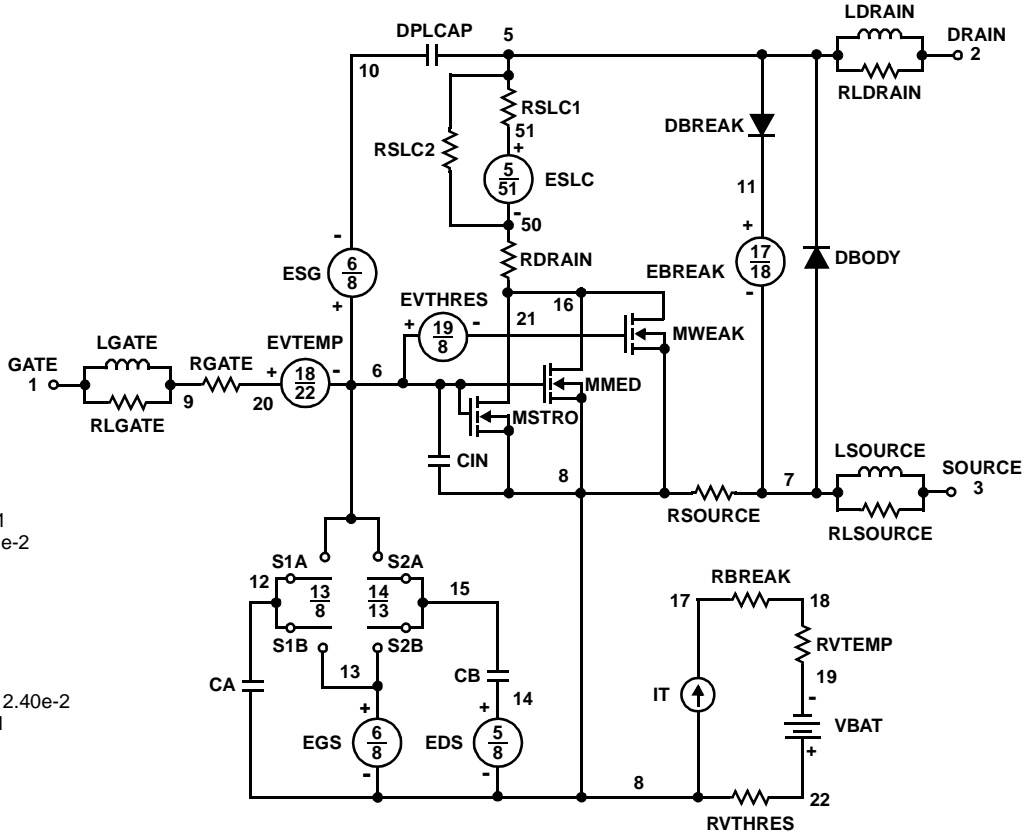 LDRAIN
DPLCAP
5
DRAIN
2
10
RLDRAIN
RSLC1
DBREAK
51
+
RSLC2
5
51
ESLC
11
-
50
-
+
RDRAIN
17
18
DBODY
ESG
6
8
EBREAK
EVTHRES
16
-
+
+
19
8
-
21
MWEAK
LGATE
EVTEMP
GATE
1
RGATE
+
18
22
-
6
MMED
9
20
MSTRO
RLGATE
LSOURCE
CIN
8
7
SOURCE
3
RSOURCE
RLSOURCE
e-2
S1A
S2A
12
13
8
14
13
15
RBREAK
17
18
S1B
S2B
RVTEMP
13
CB
19
CA
14
IT
-
2.40e-2
+
+
VBAT
EGS
6
8
EDS
5
8
+
-
-
8
22
RVTHRES